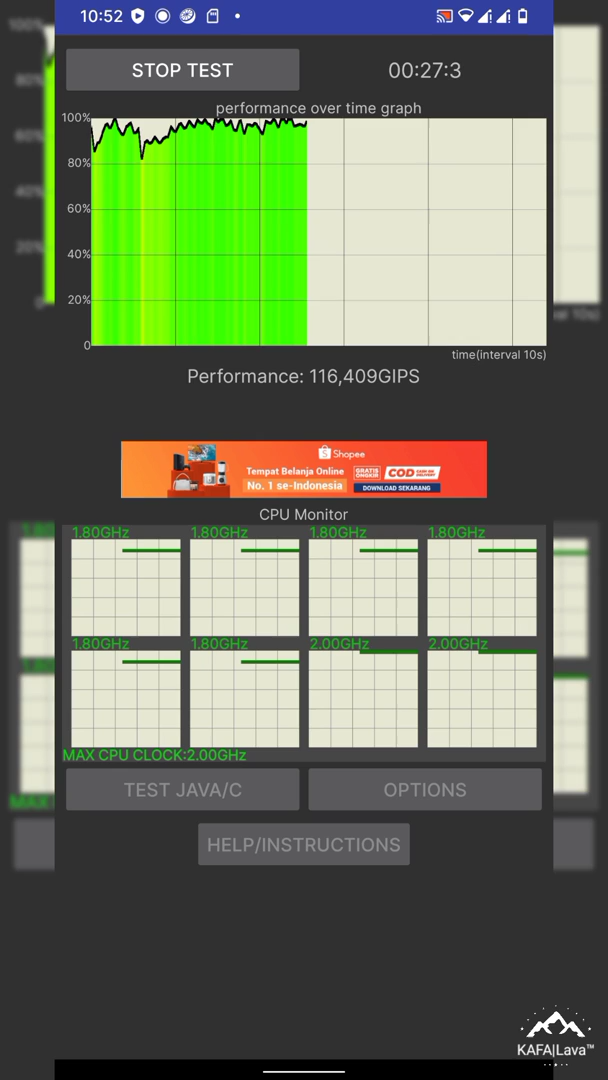 10:52
STOP TEST
00:27:3
performance over time graph
100%
80%
60%
40%
20%
0
time(interval 10s)
Performance: 116,409GIPS
Shopee
Tempat Belanja Online
No. 1 se-Indonesia
GRATIS ONGKIR
COD
DOWNLOAD SEKARANG
CPU Monitor
1.80GHz 1.80GHz 1.80GHz 1.80GHz
1.80GHz 1.80GHz 2.00GHz 2.00GHz
MAX CPU CLOCK:2.00GHz
TEST JAVA/C
OPTIONS
HELP/INSTRUCTIONS
KAFA|Lava™